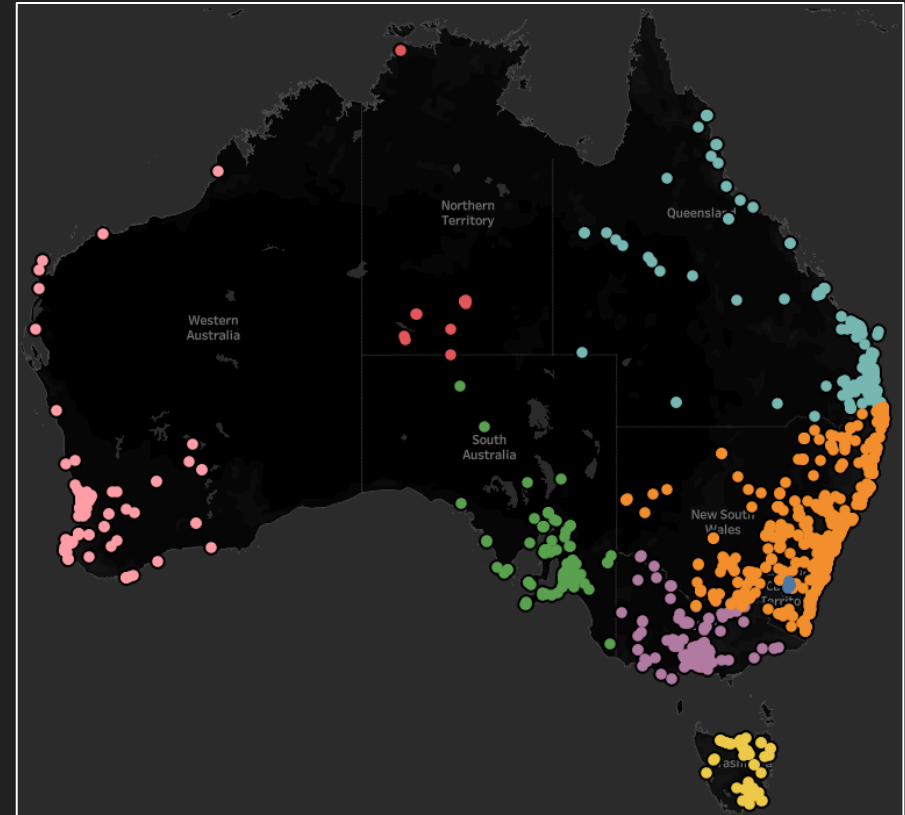 Northern
Territory
Queensland
Western
Australia
South
Australia
New South
Wales